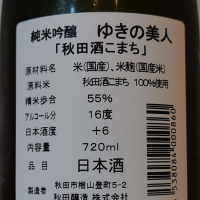 純米吟醸　ゆきの美人
「秋田酒こまち」
原材料名　米(国産)、米麹(国産米)
原料米　秋田酒こまち 100%使用
精米歩合　55%
アルコール分　16度
日本酒度　+6
内容量　720ml
品目　日本酒
製造者　秋田市楢山登町5-2
秋田醸造 株式会社
4538084000860